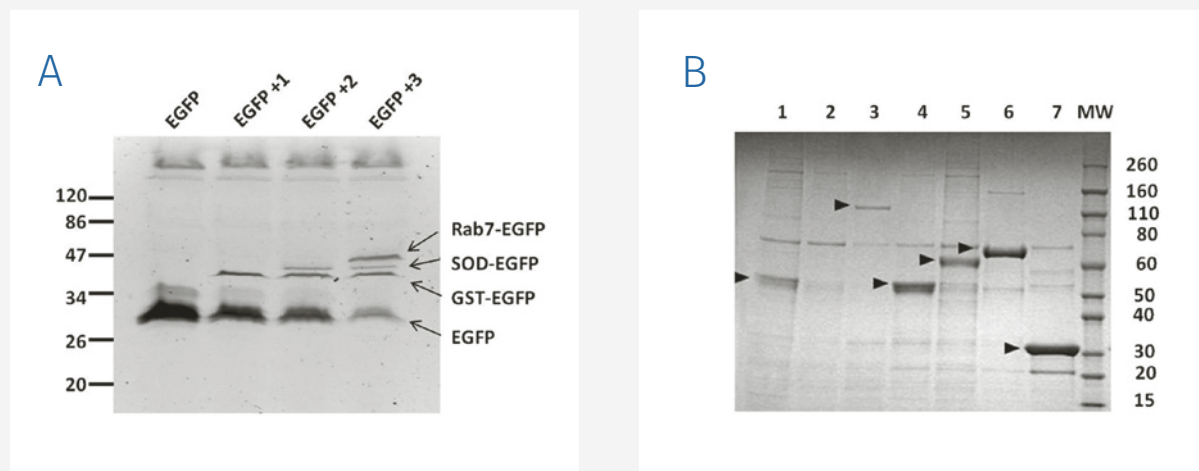 A
EGFP
EGFP +1
EGFP +2
EGFP +3
120
86
47
34
26
20
Rab7-EGFP
SOD-EGFP
GST-EGFP
EGFP
B
1 2 3 4 5 6 7 MW
260
160
110
80
60
50
40
30
20
15